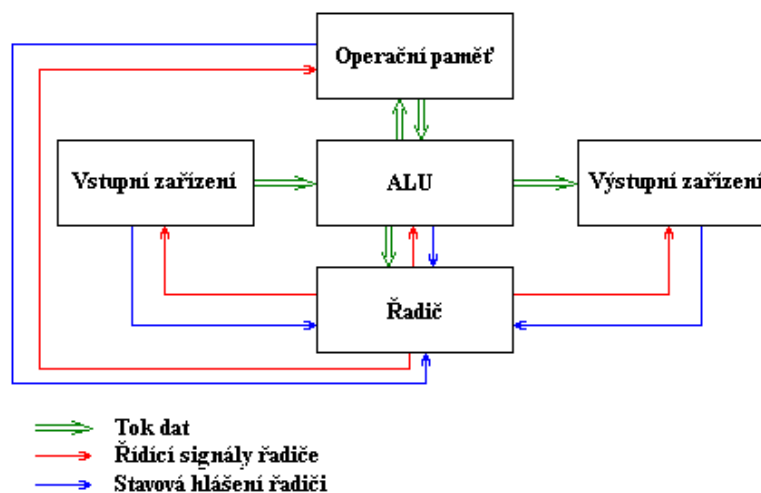 Operační paměť
Vstupní zařízení
ALU
Výstupní zařízení
Řadič
Tok dat
Řídící signály řadiče
Stavová hlášení řadiči